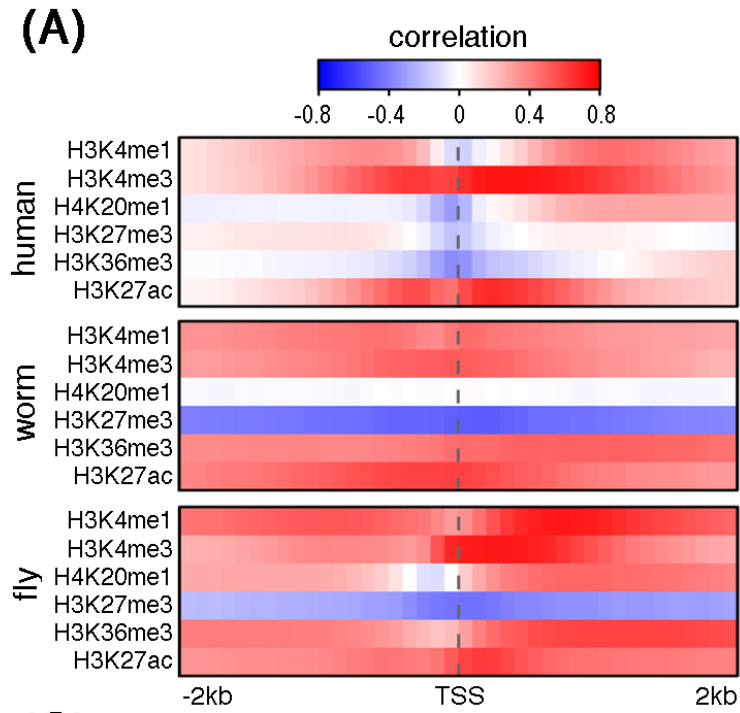 (A)
correlation
-0.8 -0.4 0 0.4 0.8
human
H3K4me1
H3K4me3
H4K20me1
H3K27me3
H3K36me3
H3K27ac
worm
H3K4me1
H3K4me3
H4K20me1
H3K27me3
H3K36me3
H3K27ac
fly
H3K4me1
H3K4me3
H4K20me1
H3K27me3
H3K36me3
H3K27ac
-2kb TSS 2kb